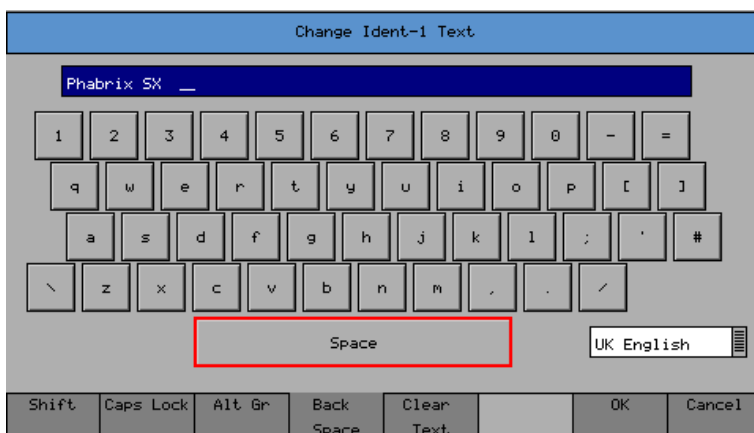 Change Ident-1 Text
Phabrix SX _
1 2 3 4 5 6 7 8 9 0 - =
q w e r t y u i o p [ ]
a s d f g h j k l ; ' #
\ z x c v b n m , . /
Space
UK English
Shift Caps Lock Alt Gr Back Space Clear Text OK Cancel